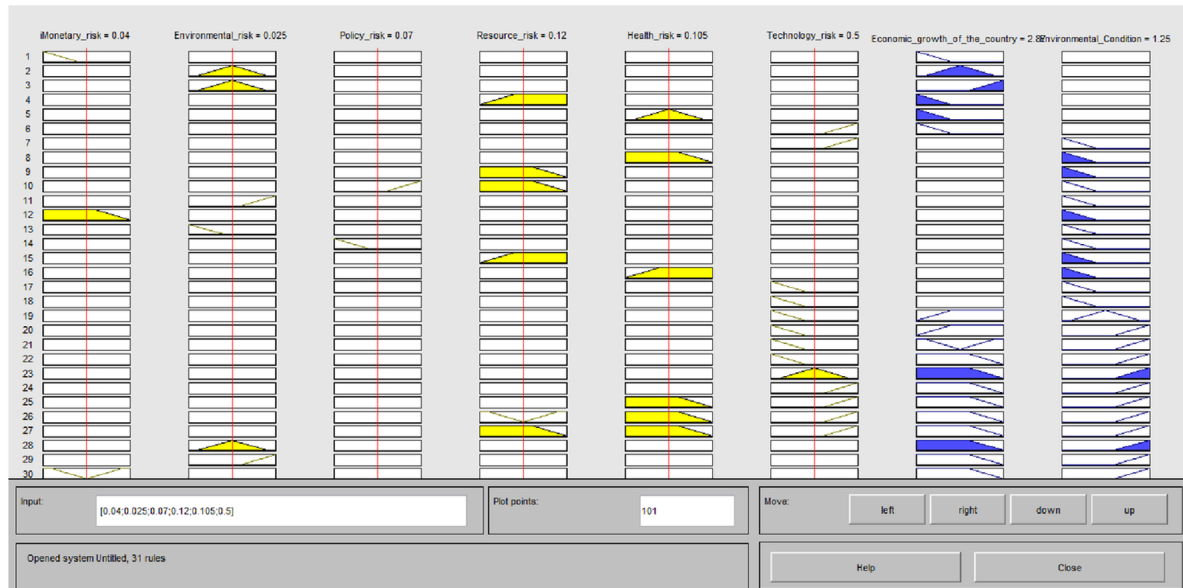 iMonetary_risk = 0.04
Environmental_risk = 0.025
Policy_risk = 0.07
Resource_risk = 0.12
Health_risk = 0.105
Technology_risk = 0.5
Economic_growth_of_the_country = 2.8
Environmental_Condition = 1.25
1
2
3
4
5
6
7
8
9
10
11
12
13
14
15
16
17
18
19
20
21
22
23
24
25
26
27
28
29
30
Input:
[0.04;0.025;0.07;0.12;0.105;0.5]
Plot points:
101
Move:
left
right
down
up
Opened system Untitled, 31 rules
Help
Close